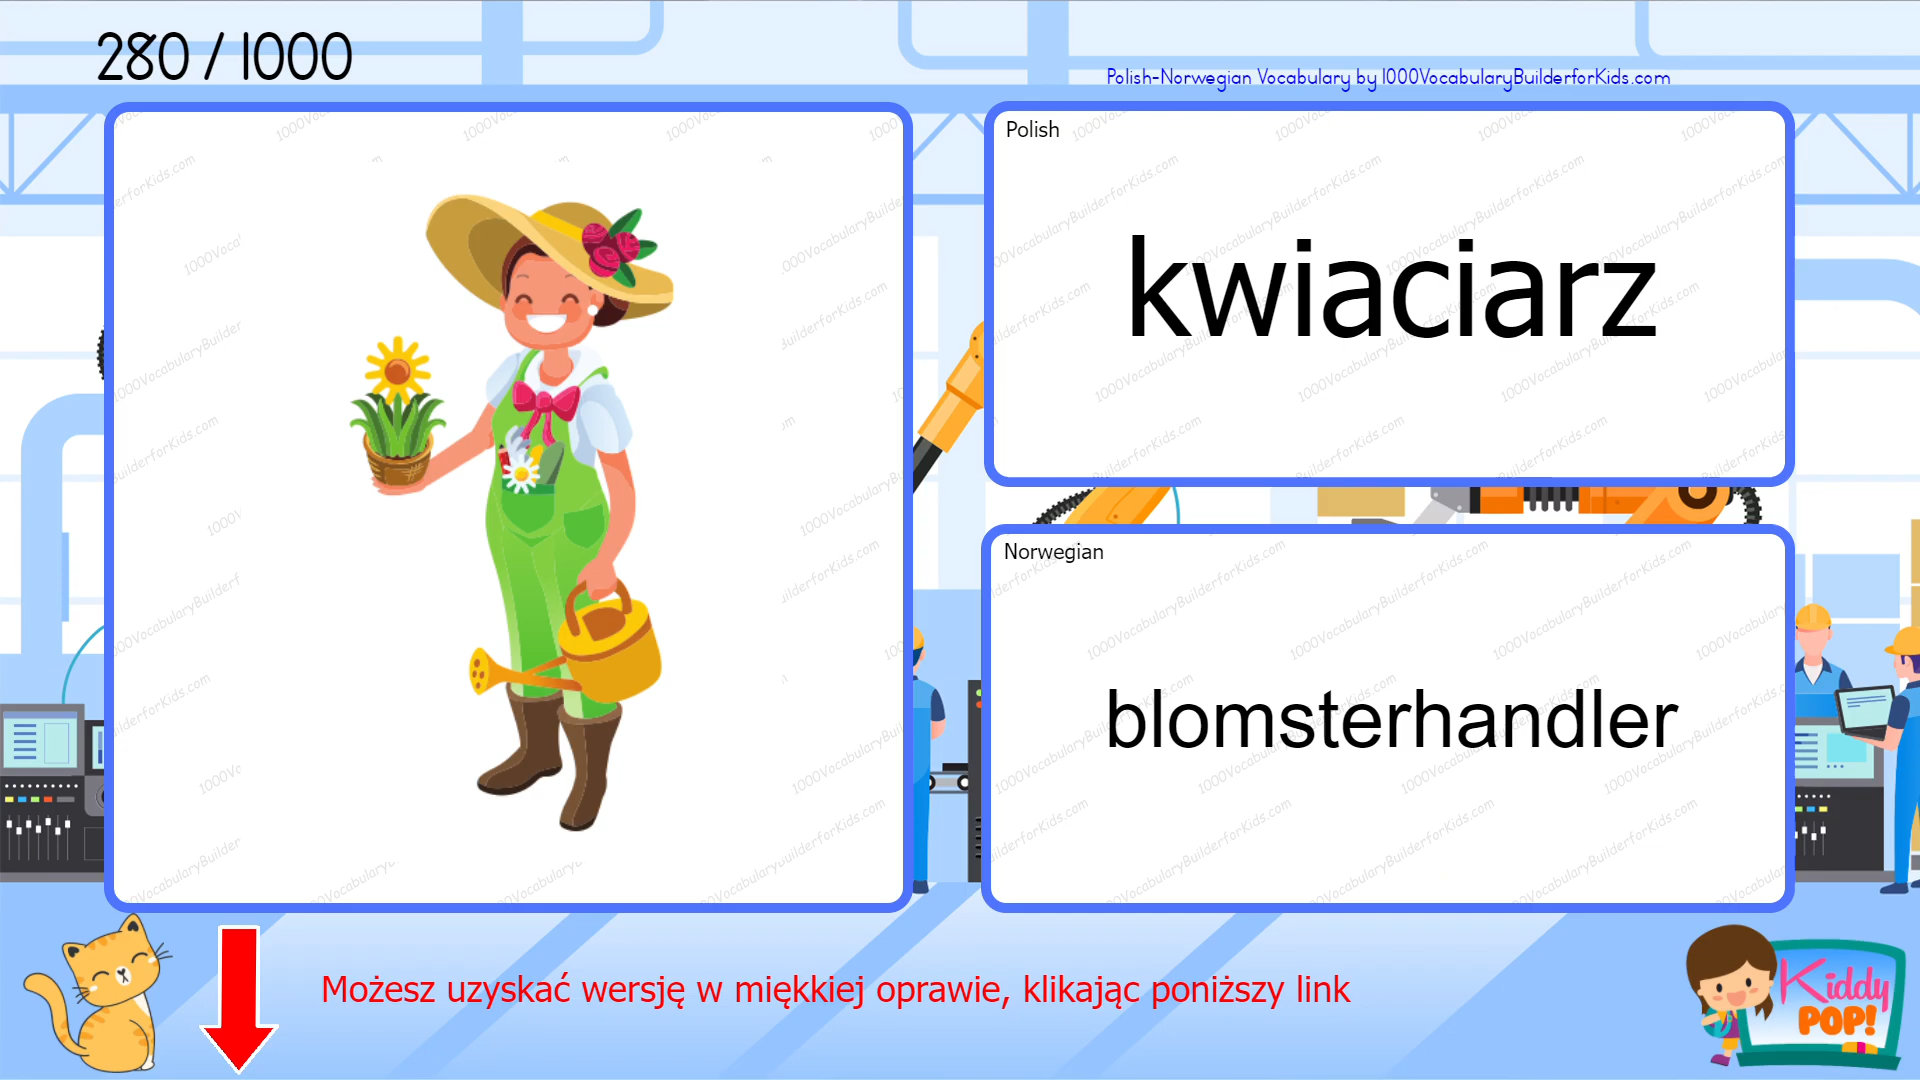 280 / 1000
Polish-Norwegian Vocabulary by 1000VocabularyBuilderforKids.com
Polish
kwiaciarz
Norwegian
blomsterhandler
Możesz uzyskać wersję w miękkiej oprawie, klikając poniższy link
Kiddy
POP!